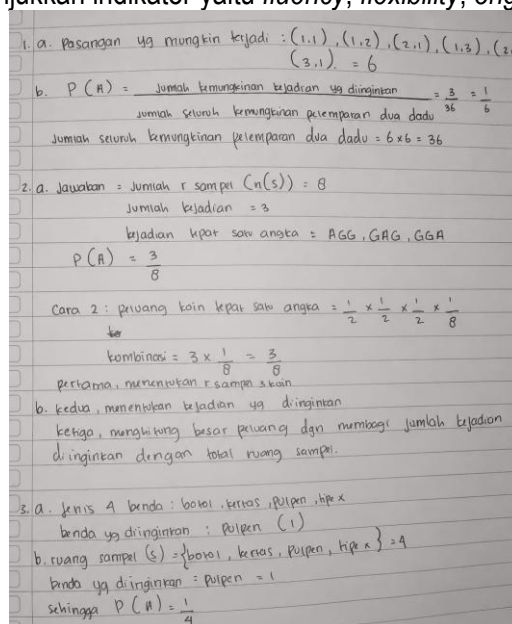 njukkan indikator yaitu fluency, flexibility,
1. a. Pasangan yg mungkin terjadi : (1.1), (1,2), (2,1), (1,3), (2,
(3,1). = 6
b. P(A) = Jumlah kemungkinan kejadian yg diinginkan = 3/36 = 1/6
Jumlah seluruh kemungkinan pelemparan dua dadu
Jumlah seluruh kemungkinan pelemparan dua dadu = 6x6 = 36
2. a. Jawaban = Jumlah r sampel (n(s)) = 8
Jumlah kejadian = 3
kejadian tepat satu angka = AGG, GAG, GGA
P(A) = 3/8
Cara 2 : peluang koin tepat satu angka = 1/2 x 1/2 x 1/2 x 1/8
kombinasi = 3 x 1/8 = 3/8
pertama, menentukan r sampel 3 koin
b. kedua, menentukan kejadian yg diinginkan
ketiga, menghitung besar peluang dgn membagi jumlah kejadian
diinginkan dengan total ruang sampel.
3. a. Jenis 4 benda : botol, kertas, pulpen, tipe x
benda yg diinginkan : pulpen (1)
b. ruang sampel (s) = {botol, kertas, pulpen, tipe x} = 4
benda yg diinginkan = pulpen = 1
sehingga P(A) = 1/4